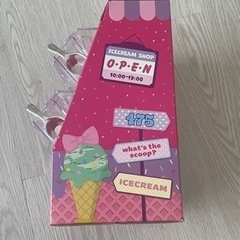 ICECREAM SHOP
O·P·E·N
10:00-19:00
475
what's the
scoop?
ICECREAM